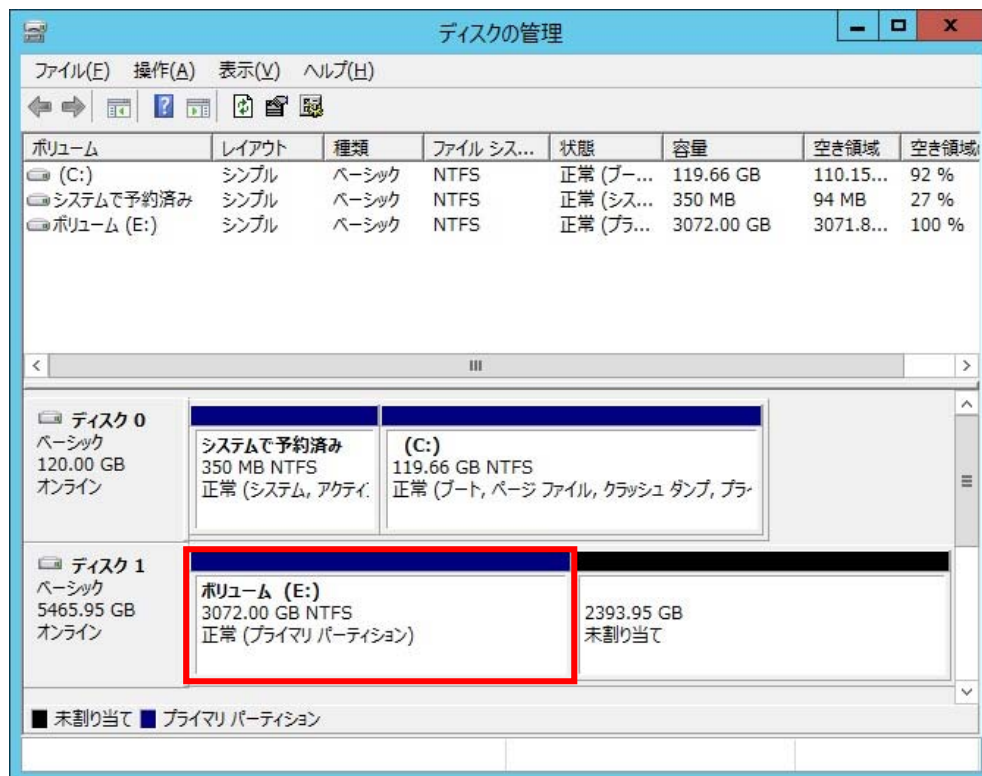 ディスクの管理
ファイル(F) 操作(A) 表示(V) ヘルプ(H)
ボリューム レイアウト 種類 ファイル シス... 状態 容量 空き領域 空き領域
(C:) シンプル ベーシック NTFS 正常 (ブー... 119.66 GB 110.15... 92 %
システムで予約済み シンプル ベーシック NTFS 正常 (シス... 350 MB 94 MB 27 %
ボリューム (E:) シンプル ベーシック NTFS 正常 (プラ... 3072.00 GB 3071.8... 100 %
ディスク 0
ベーシック
120.00 GB
オンライン
システムで予約済み
350 MB NTFS
正常 (システム, アクティ
(C:)
119.66 GB NTFS
正常 (ブート, ページ ファイル, クラッシュ ダンプ, プラ
ディスク 1
ベーシック
5465.95 GB
オンライン
ボリューム (E:)
3072.00 GB NTFS
正常 (プライマリ パーティション)
2393.95 GB
未割り当て
未割り当て プライマリ パーティション